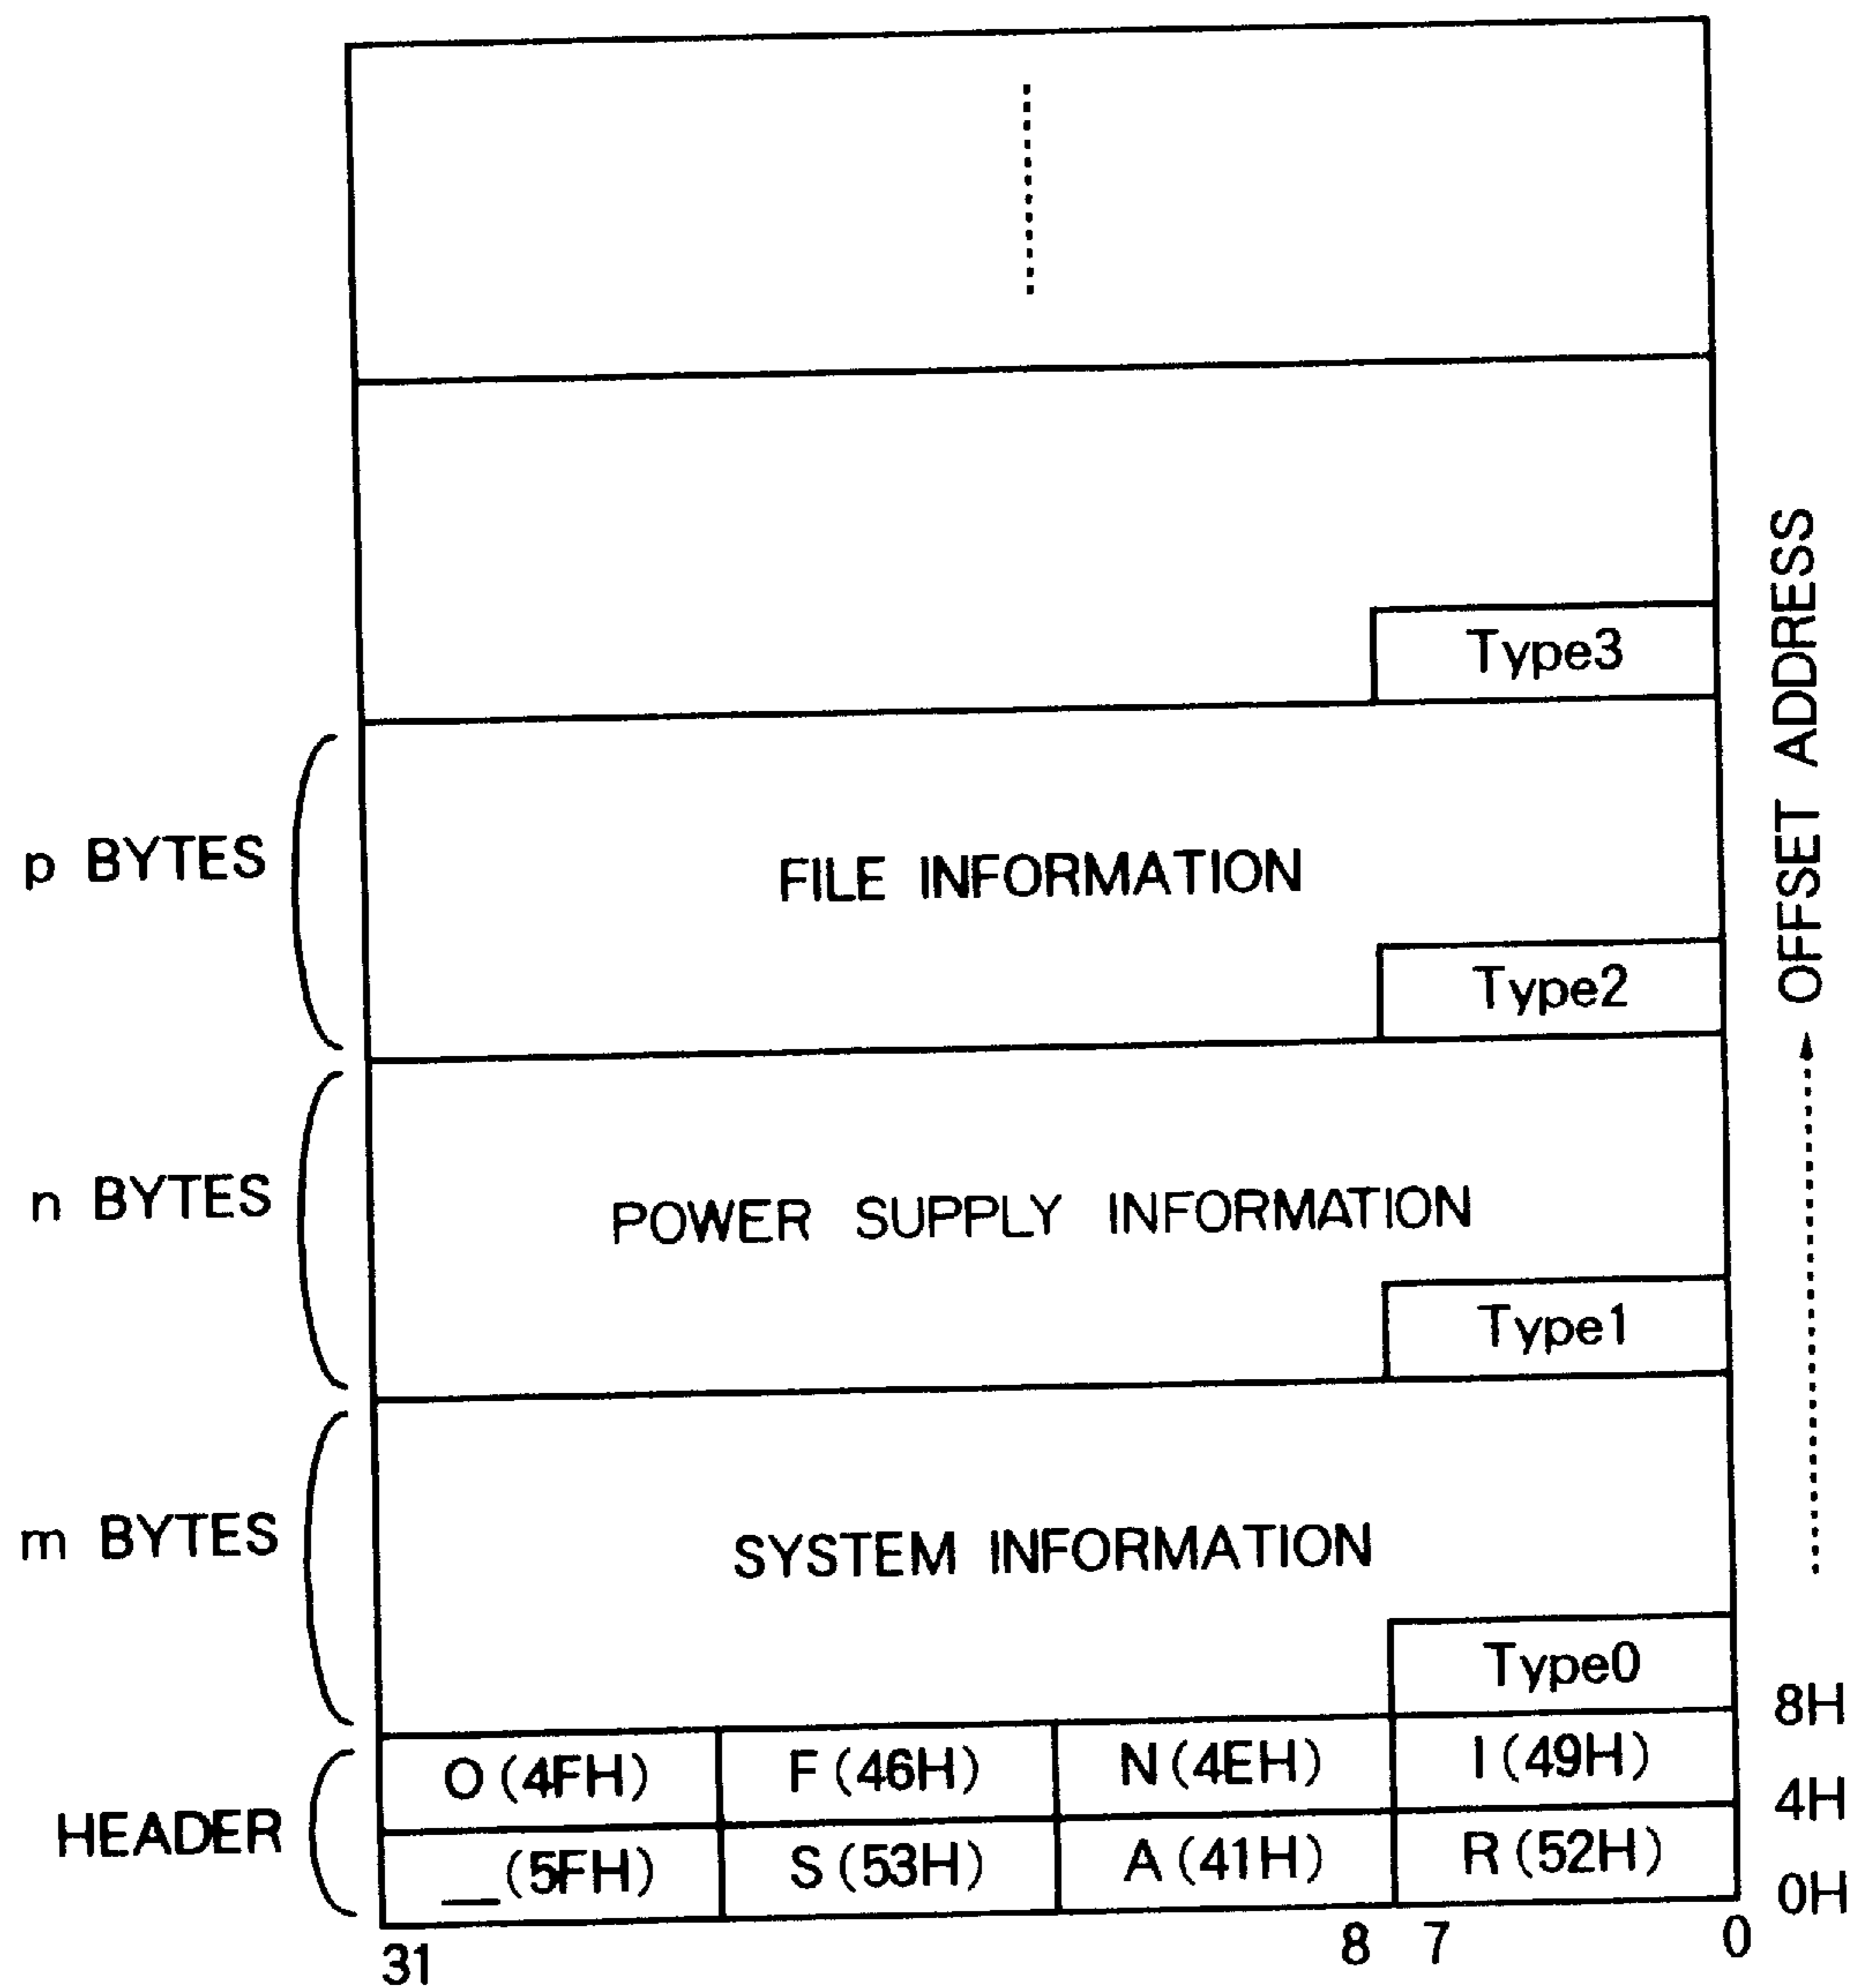 Type3
OFFSET ADDRESS
p BYTES
FILE INFORMATION
Type2
n BYTES
POWER SUPPLY INFORMATION
Type1
m BYTES
SYSTEM INFORMATION
Type0
8H
HEADER
O(4FH) F(46H) N(4EH) I(49H)
4H
_(5FH) S(53H) A(41H) R(52H)
0H
31 8 7 0